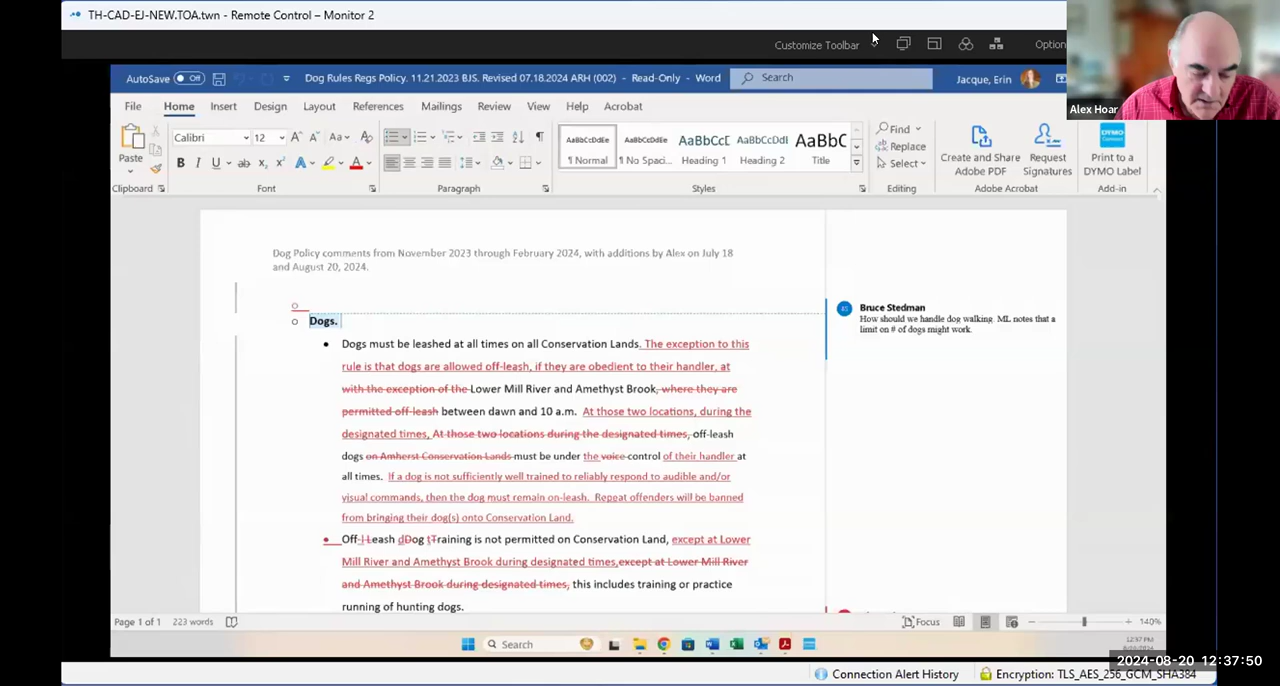 TH-CAD-EJ-NEW.TOA.twn - Remote Control – Monitor 2
Customize Toolbar
Option
Alex Hoar
AutoSave Off
Dog Rules Regs Policy. 11.21.2023 BJS. Revised 07.18.2024 ARH (002) - Read-Only - Word
Search
Jacque, Erin
File Home Insert Design Layout References Mailings Review View Help Acrobat
Paste
Calibri 12
B I U ab x₂ x²
Clipboard Font Paragraph Styles Editing Adobe Acrobat Add-in
AaBbCcDdEe AaBbCcDdEe AaBbCc AaBbCcDdI AaBbC
¶ Normal ¶ No Spaci... Heading 1 Heading 2 Title
Find
Replace
Select
Create and Share
Adobe PDF
Request
Signatures
DYMO
Print to a
DYMO Label
Dog Policy comments from November 2023 through February 2024, with additions by Alex on July 18
and August 20, 2024.
Dogs.
Dogs must be leashed at all times on all Conservation Lands. The exception to this
rule is that dogs are allowed off-leash, if they are obedient to their handler, at
with the exception of the Lower Mill River and Amethyst Brook, where they are
permitted off-leash between dawn and 10 a.m. At those two locations, during the
designated times, At those two locations during the designated times, off-leash
dogs on Amherst Conservation Lands must be under the voice control of their handler at
all times. If a dog is not sufficiently well trained to reliably respond to audible and/or
visual commands, then the dog must remain on-leash. Repeat offenders will be banned
from bringing their dog(s) onto Conservation Land.
Off-l Leash dDog tTraining is not permitted on Conservation Land, except at Lower
Mill River and Amethyst Brook during designated times,except at Lower Mill River
and Amethyst Brook during designated times, this includes training or practice
running of hunting dogs.
Bruce Stedman
How should we handle dog walking. ML notes that a
limit on # of dogs might work.
Page 1 of 1 223 words
Focus
140%
Search
12:37 PM
2024-08-20 12:37:50
Connection Alert History
Encryption: TLS_AES_256_GCM_SHA384